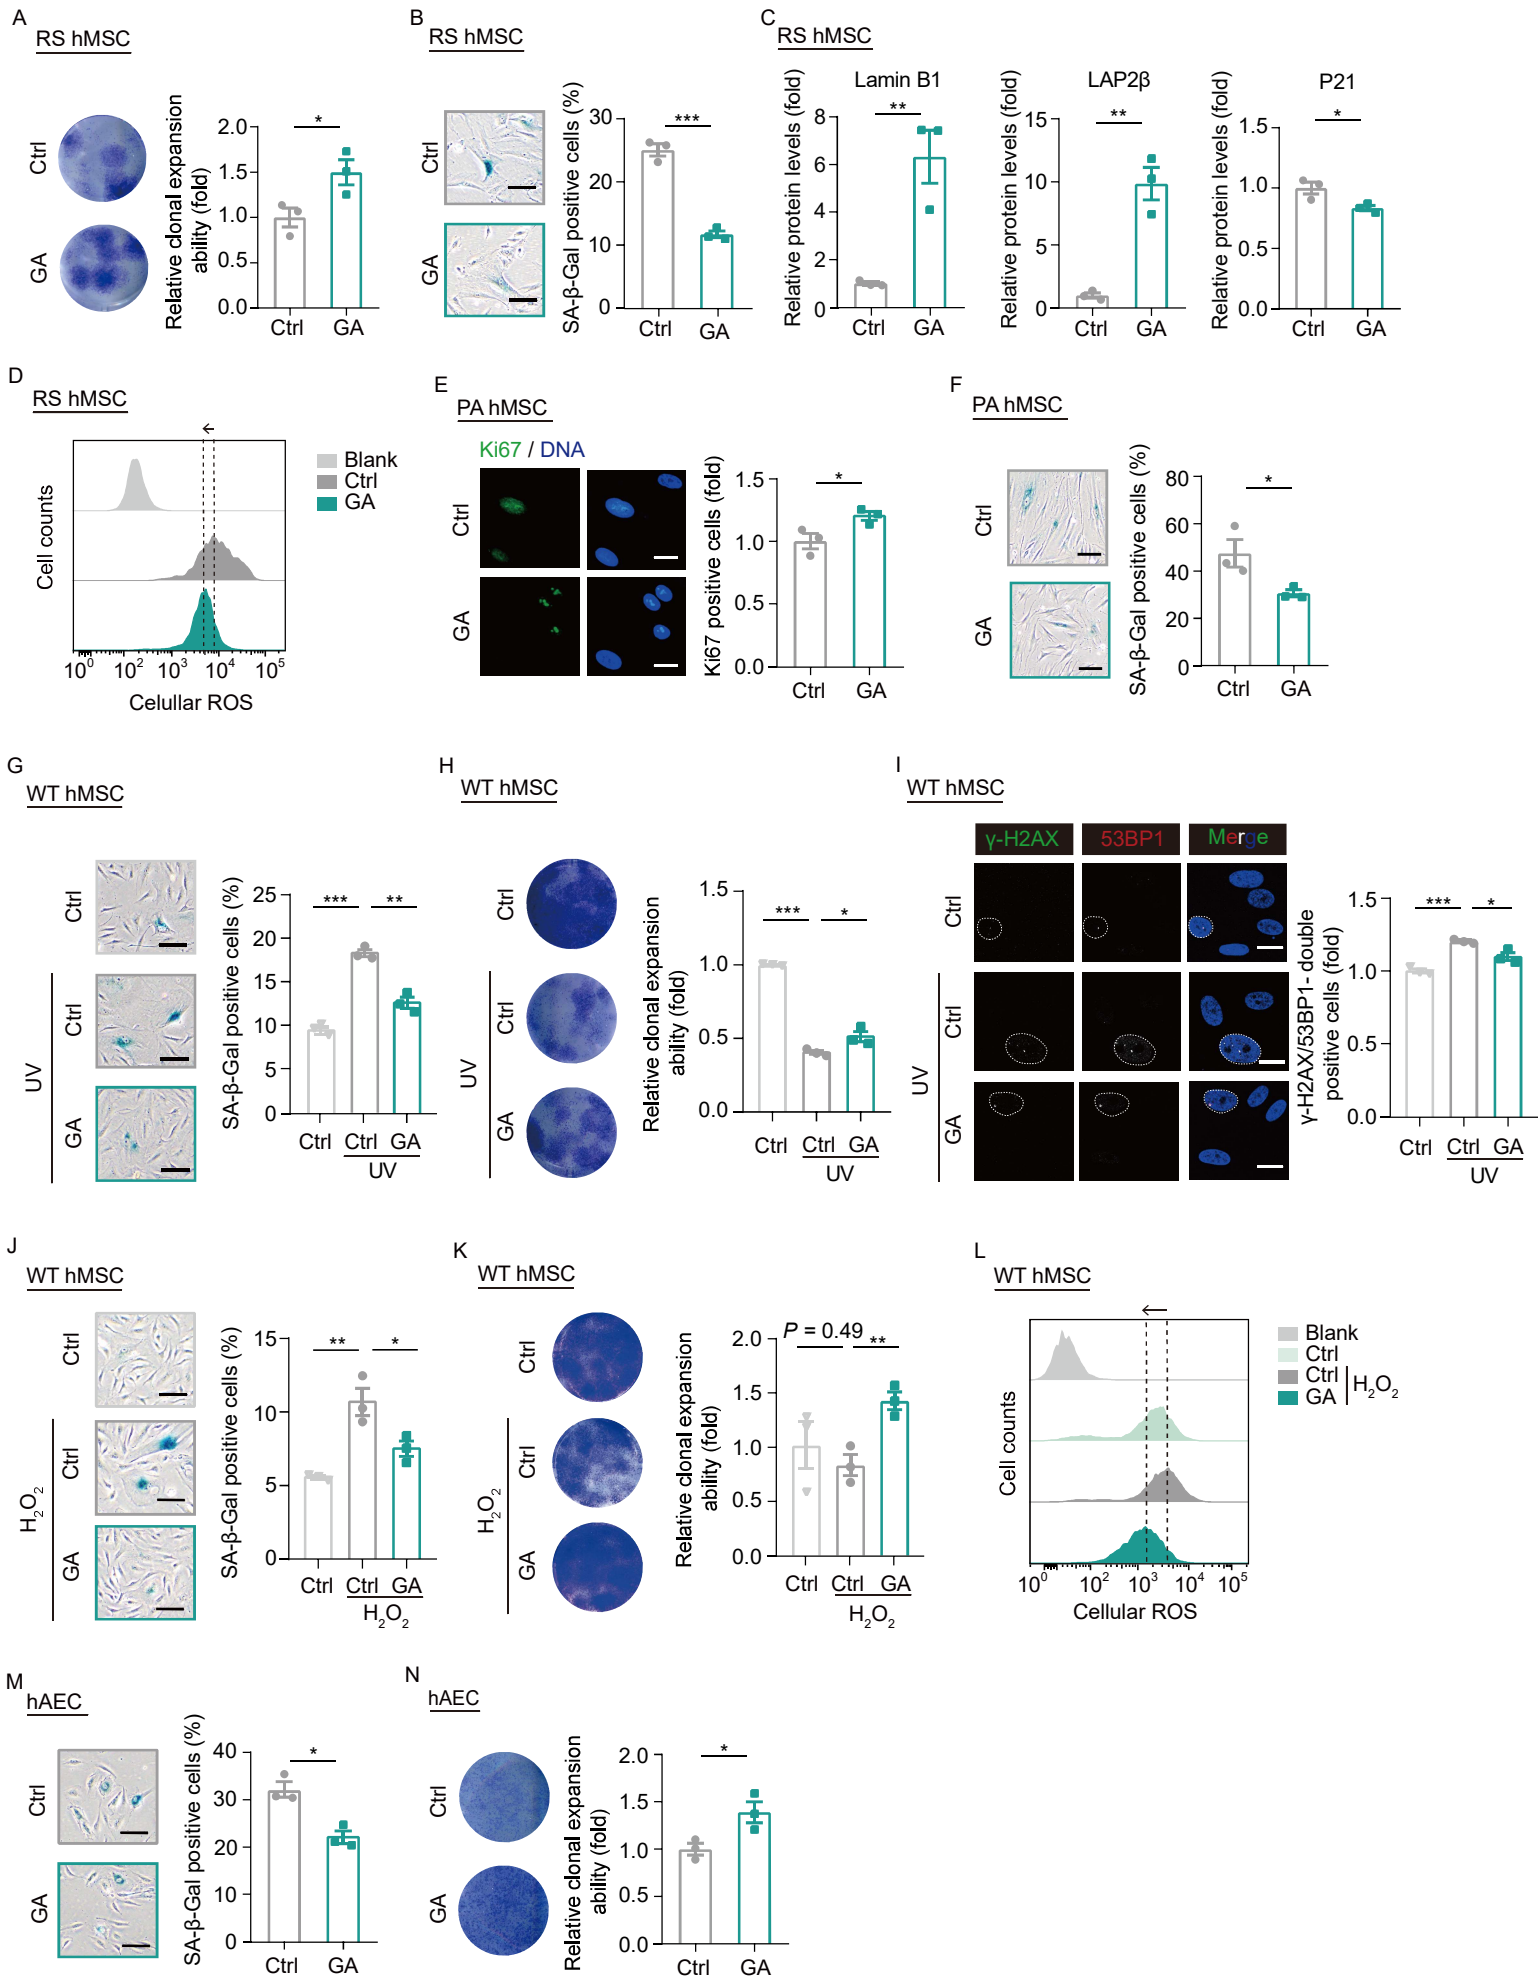 A
RS hMSC
Ctrl
GA
Relative clonal expansion
ability (fold)
2.0
1.5
1.0
0.5
0.0
*
Ctrl GA
B
RS hMSC
Ctrl
GA
SA-β-Gal positive cells (%)
30
20
10
0
***
Ctrl GA
C
RS hMSC
Lamin B1
Relative protein levels (fold)
8
6
4
2
0
**
Ctrl GA
LAP2β
Relative protein levels (fold)
15
10
5
0
**
Ctrl GA
P21
Relative protein levels (fold)
1.5
1.0
0.5
0.0
*
Ctrl GA
D
RS hMSC
Cell counts
Blank
Ctrl
GA
10⁰ 10² 10³ 10⁴ 10⁵
Celullar ROS
E
PA hMSC
Ki67 / DNA
Ctrl
GA
Ki67 positive cells (fold)
1.5
1.0
0.5
0.0
*
Ctrl GA
F
PA hMSC
Ctrl
GA
SA-β-Gal positive cells (%)
80
60
40
20
0
*
Ctrl GA
G
WT hMSC
Ctrl
Ctrl
GA
UV
SA-β-Gal positive cells (%)
25
20
15
10
5
0
*** **
Ctrl Ctrl GA
UV
H
WT hMSC
Ctrl
Ctrl
GA
UV
Relative clonal expansion
ability (fold)
1.5
1.0
0.5
0.0
*** *
Ctrl Ctrl GA
UV
I
WT hMSC
γ-H2AX 53BP1 Merge
Ctrl
Ctrl
GA
UV
γ-H2AX/53BP1- double
positive cells (fold)
1.5
1.0
0.5
0.0
*** *
Ctrl Ctrl GA
UV
J
WT hMSC
Ctrl
Ctrl
GA
H₂O₂
SA-β-Gal positive cells (%)
15
10
5
0
** *
Ctrl Ctrl GA
H₂O₂
K
WT hMSC
Ctrl
Ctrl
GA
H₂O₂
Relative clonal expansion
ability (fold)
2.0
1.5
1.0
0.5
0.0
P = 0.49 **
Ctrl Ctrl GA
H₂O₂
L
WT hMSC
Cell counts
Blank
Ctrl
Ctrl
GA
H₂O₂
10⁰ 10² 10³ 10⁴ 10⁵
Cellular ROS
M
hAEC
Ctrl
GA
SA-β-Gal positive cells (%)
40
30
20
10
0
*
Ctrl GA
N
hAEC
Ctrl
GA
Relative clonal expansion
ability (fold)
2.0
1.5
1.0
0.5
0.0
*
Ctrl GA